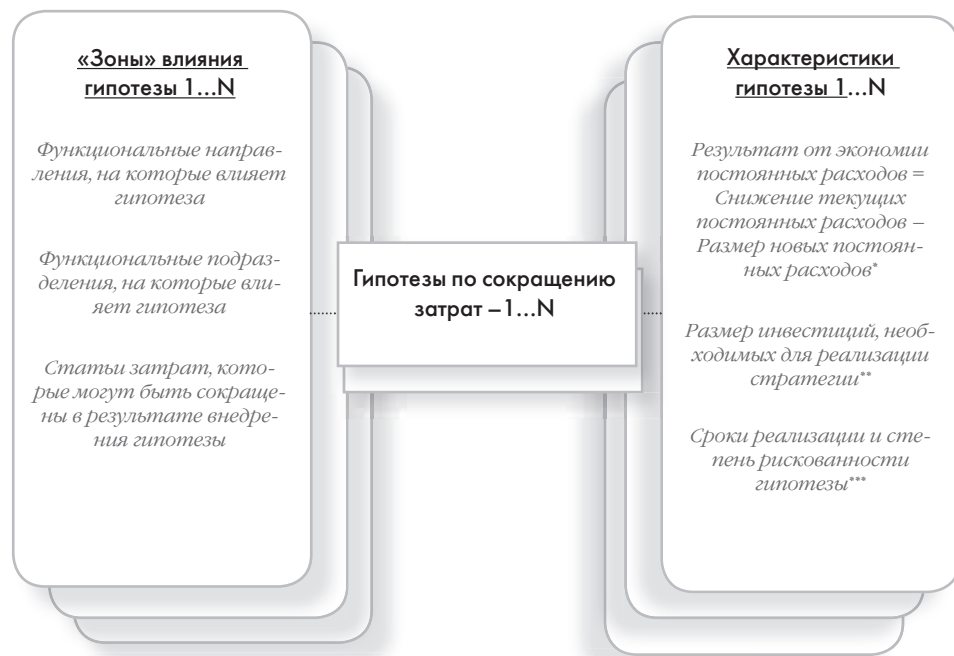 «Зоны» влияния
гипотезы 1...N
Функциональные направ-
ления, на которые влияет
гипотеза
Функциональные подраз-
деления, на которые вли-
яет гипотеза
Статьи затрат, кото-
рые могут быть сокраще-
ны в результате внедре-
ния гипотезы
Гипотезы по сокращению
затрат – 1...N
Характеристики
гипотезы 1...N
Результат от экономии
постоянных расходов =
Снижение текущих
постоянных расходов –
Размер новых постоян-
ных расходов*
Размер инвестиций, необ-
ходимых для реализации
стратегии**
Сроки реализации и сте-
пень рискованности
гипотезы***